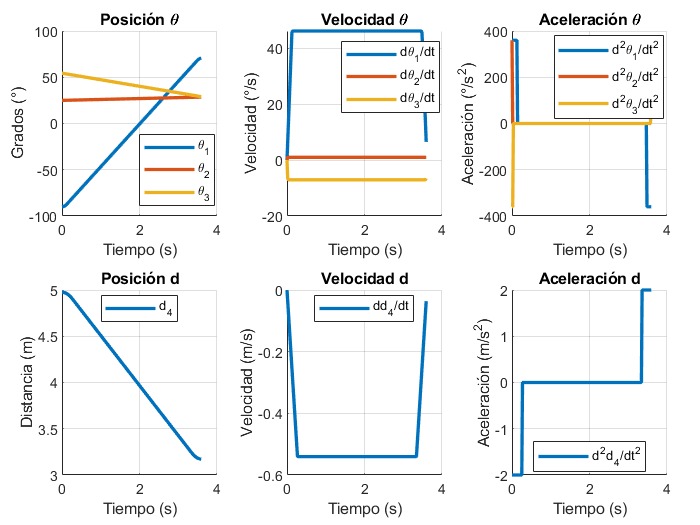 Posición θ
100
50
0
-50
-100
Grados (°)
θ1
θ2
θ3
0
2
4
Tiempo (s)
Velocidad θ
40
20
0
-20
Velocidad (°/s)
dθ1/dt
dθ2/dt
dθ3/dt
0
2
4
Tiempo (s)
Aceleración θ
400
200
0
-200
-400
Aceleración (°/s²)
d²θ1/dt²
d²θ2/dt²
d²θ3/dt²
0
2
4
Tiempo (s)
Posición d
5
4.5
4
3.5
3
Distancia (m)
d4
0
2
4
Tiempo (s)
Velocidad d
0
-0.2
-0.4
-0.6
Velocidad (m/s)
dd4/dt
0
2
4
Tiempo (s)
Aceleración d
2
1
0
-1
-2
Aceleración (m/s²)
d²d4/dt²
0
2
4
Tiempo (s)